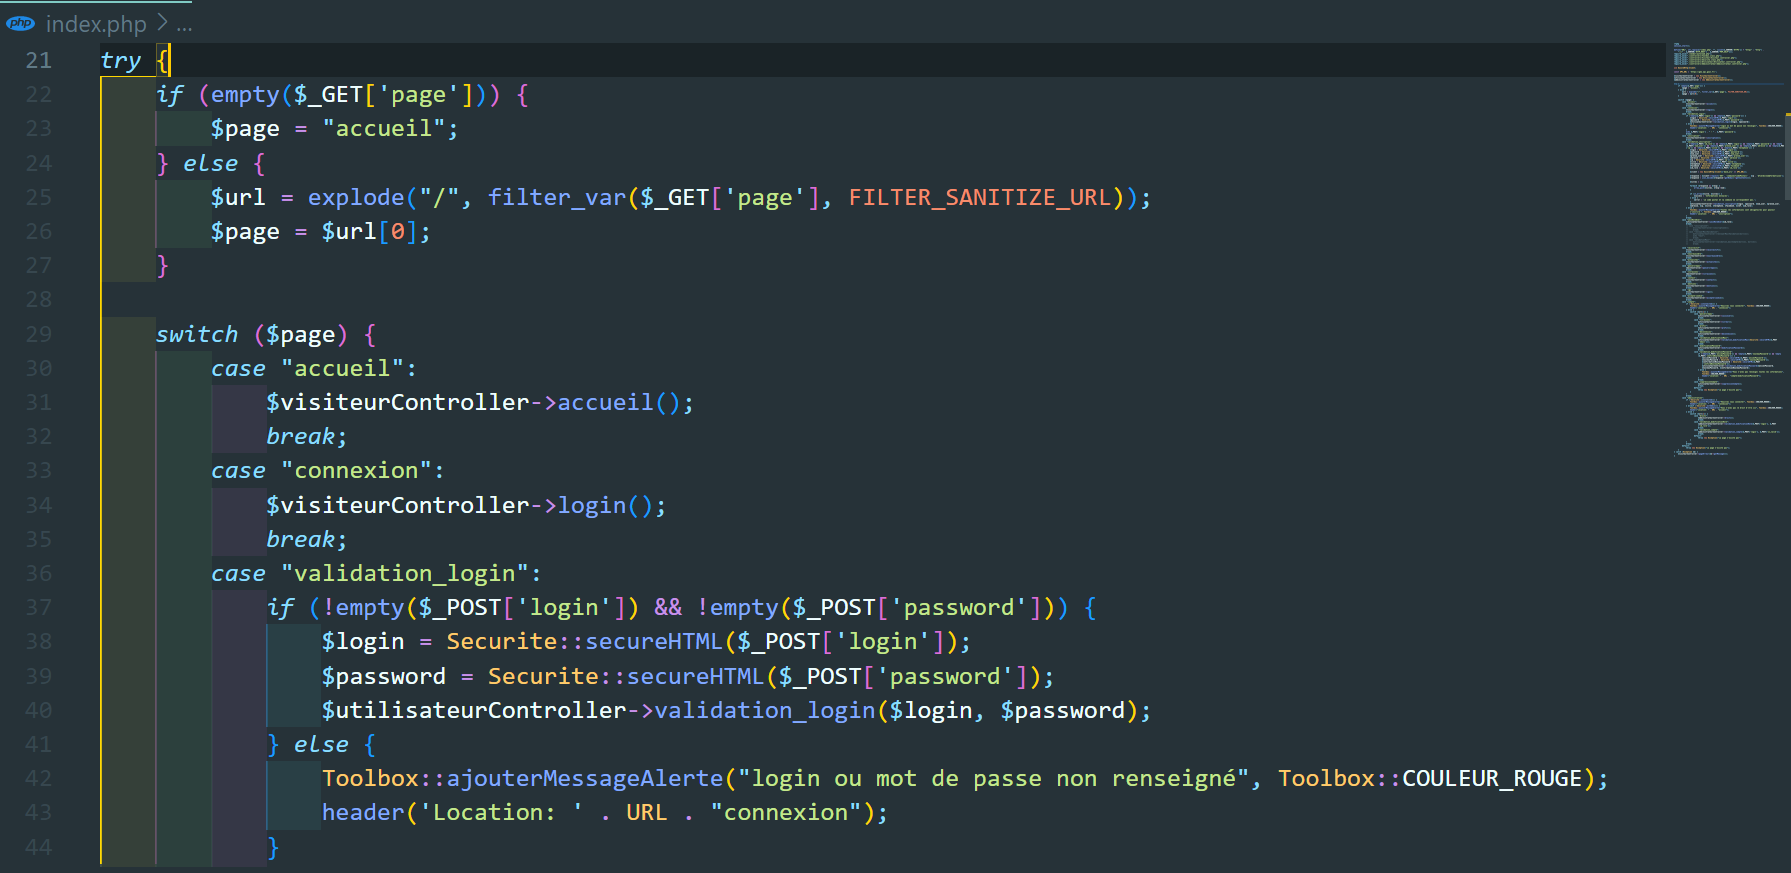 php index.php > ...
21 try {
22 if (empty($_GET['page'])) {
23 $page = "accueil";
24 } else {
25 $url = explode("/", filter_var($_GET['page'], FILTER_SANITIZE_URL));
26 $page = $url[0];
27 }
28
29 switch ($page) {
30 case "accueil":
31 $visiteurController->accueil();
32 break;
33 case "connexion":
34 $visiteurController->login();
35 break;
36 case "validation_login":
37 if (!empty($_POST['login']) && !empty($_POST['password'])) {
38 $login = Securite::secureHTML($_POST['login']);
39 $password = Securite::secureHTML($_POST['password']);
40 $utilisateurController->validation_login($login, $password);
41 } else {
42 Toolbox::ajouterMessageAlerte("login ou mot de passe non renseigné", Toolbox::COULEUR_ROUGE);
43 header('Location: ' . URL . "connexion");
44 }